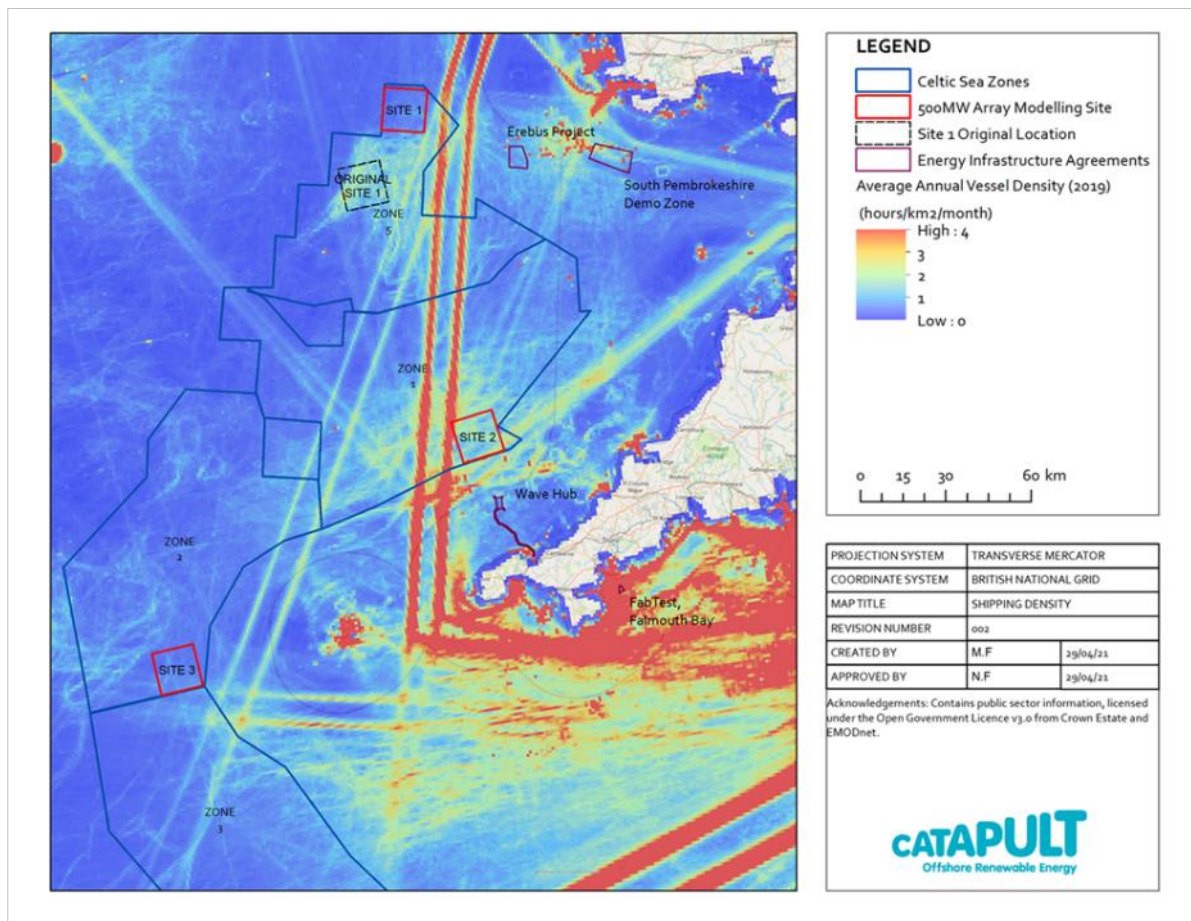 SITE 1
Erebus Project
ORIGINAL
SITE 1
South Pembrokeshire
Demo Zone
ZONE
5
ZONE
1
SITE 2
Wave Hub
ZONE
2
FabTest,
Falmouth Bay
SITE 3
ZONE
3
LEGEND
Celtic Sea Zones
500MW Array Modelling Site
Site 1 Original Location
Energy Infrastructure Agreements
Average Annual Vessel Density (2019)
(hours/km2/month)
High : 4
3
2
1
Low : 0
0 15 30 60 km
PROJECTION SYSTEM TRANSVERSE MERCATOR
COORDINATE SYSTEM BRITISH NATIONAL GRID
MAP TITLE SHIPPING DENSITY
REVISION NUMBER 002
CREATED BY M.F 29/04/21
APPROVED BY N.F 29/04/21
Acknowledgements: Contains public sector information, licensed
under the Open Government Licence v3.0 from Crown Estate and
EMODnet.
CATAPULT
Offshore Renewable Energy